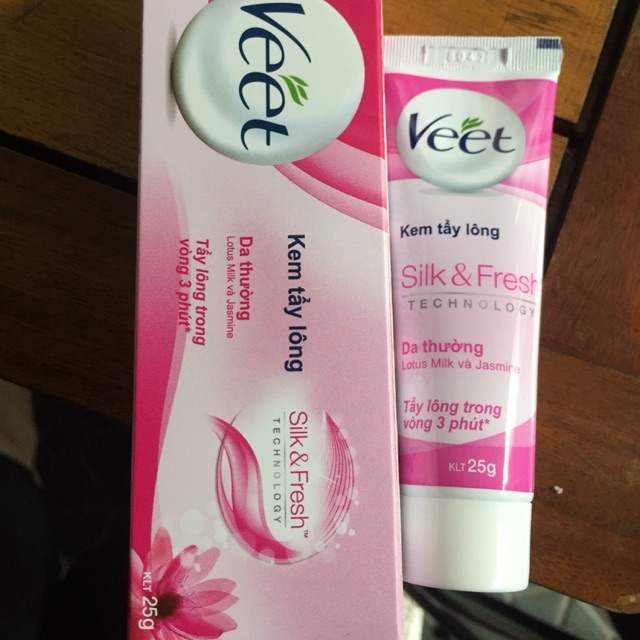 Veet
Kem tẩy lông
Da thường
Lotus Milk và Jasmine
Tẩy lông trong
vòng 3 phút*
Silk & Fresh™
TECHNOLOGY
KLT 25g
Veet
Kem tẩy lông
Silk & Fresh
TECHNOLOGY
Da thường
Lotus Milk và Jasmine
Tẩy lông trong
vòng 3 phút*
KLT 25g